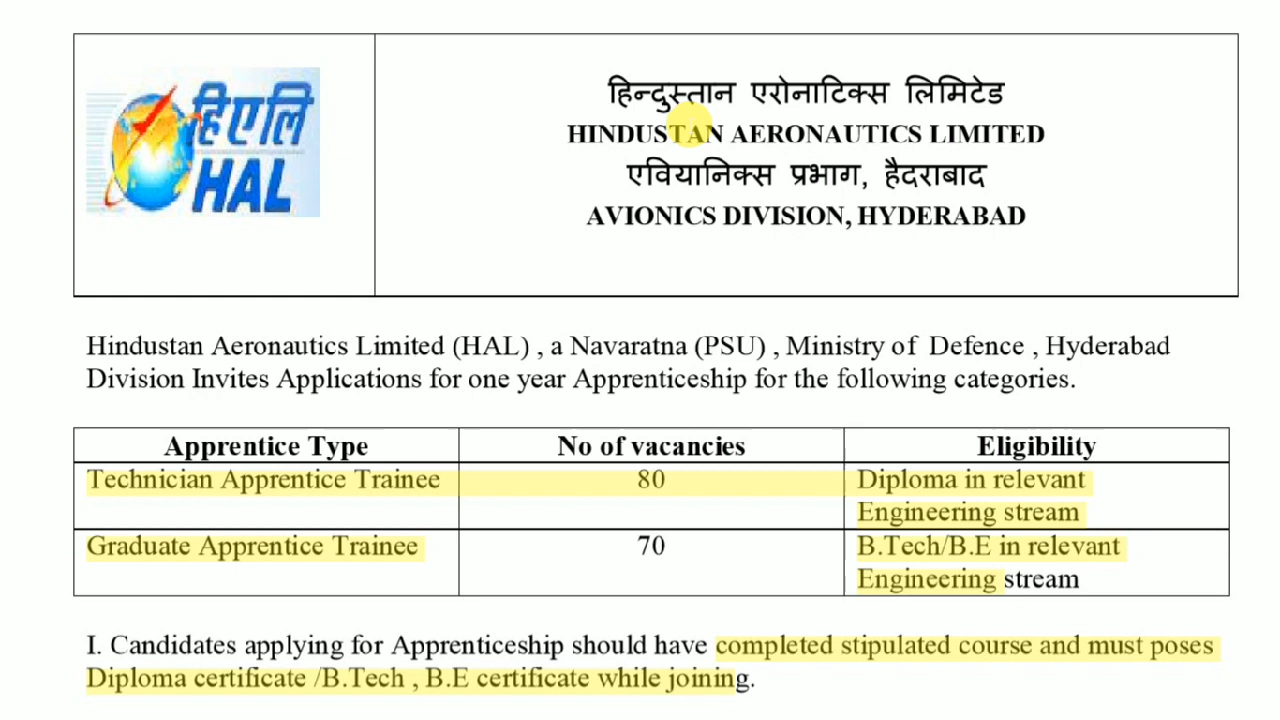 हिएलि
HAL
हिन्दुस्तान एरोनाटिक्स लिमिटेड
HINDUSTAN AERONAUTICS LIMITED
एवियानिक्स प्रभाग, हैदराबाद
AVIONICS DIVISION, HYDERABAD
Hindustan Aeronautics Limited (HAL) , a Navaratna (PSU) , Ministry of Defence , Hyderabad
Division Invites Applications for one year Apprenticeship for the following categories.
Apprentice Type No of vacancies Eligibility
Technician Apprentice Trainee 80 Diploma in relevant
Engineering stream
Graduate Apprentice Trainee 70 B.Tech/B.E in relevant
Engineering stream
I. Candidates applying for Apprenticeship should have completed stipulated course and must poses
Diploma certificate /B.Tech , B.E certificate while joining.